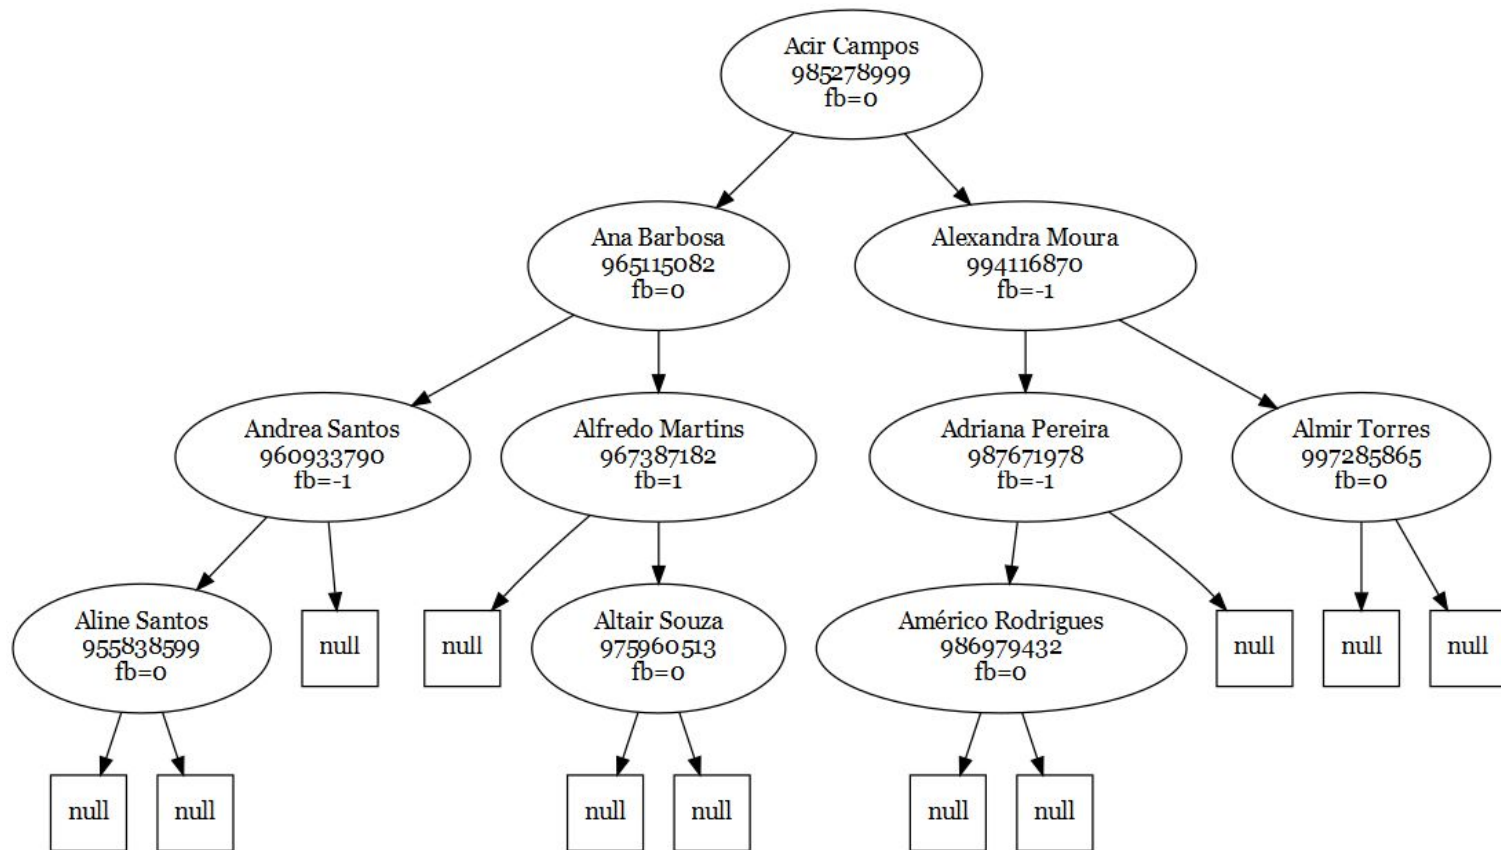 Acir Campos
985278999
fb=0
Ana Barbosa
965115082
fb=0
Alexandra Moura
994116870
fb=-1
Andrea Santos
960933790
fb=-1
Alfredo Martins
967387182
fb=1
Adriana Pereira
987671978
fb=-1
Almir Torres
997285865
fb=0
Aline Santos
955838599
fb=0
null
null
Altair Souza
975960513
fb=0
Américo Rodrigues
986979432
fb=0
null
null
null
null
null
null
null
null
null